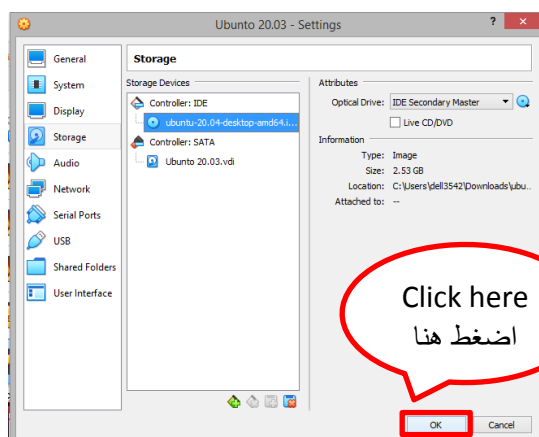 Ubunto 20.03 - Settings
? ×
General
System
Display
Storage
Audio
Network
Serial Ports
USB
Shared Folders
User Interface
Storage
Storage Devices
Controller: IDE
ubuntu-20.04-desktop-amd64.i...
Controller: SATA
Ubunto 20.03.vdi
Attributes
Optical Drive: IDE Secondary Master
Live CD/DVD
Information
Type: Image
Size: 2.53 GB
Location: C:\Users\dell3542\Downloads\ubu...
Attached to: --
Click here
اضغط هنا
OK Cancel